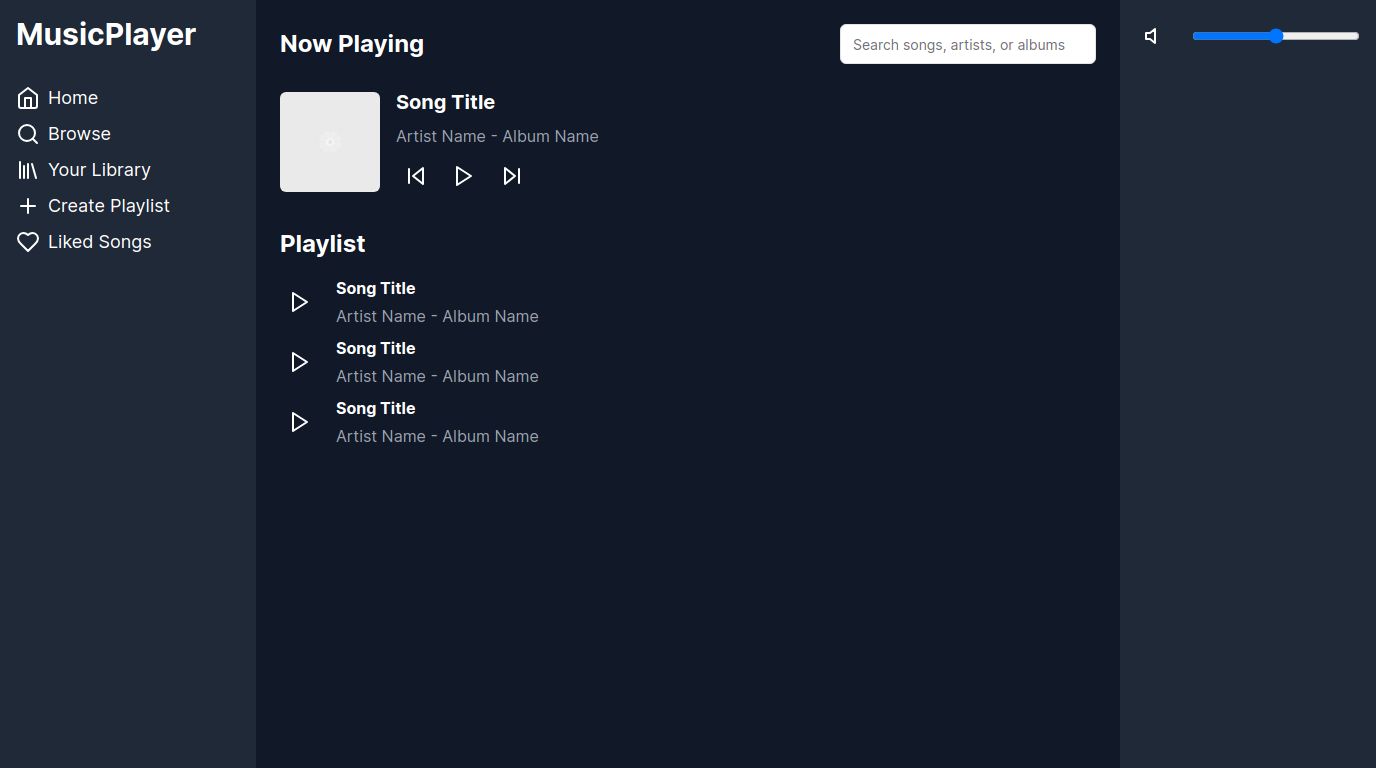 MusicPlayer
Home
Browse
Your Library
Create Playlist
Liked Songs
Now Playing
Search songs, artists, or albums
Song Title
Artist Name - Album Name
Playlist
Song Title
Artist Name - Album Name
Song Title
Artist Name - Album Name
Song Title
Artist Name - Album Name